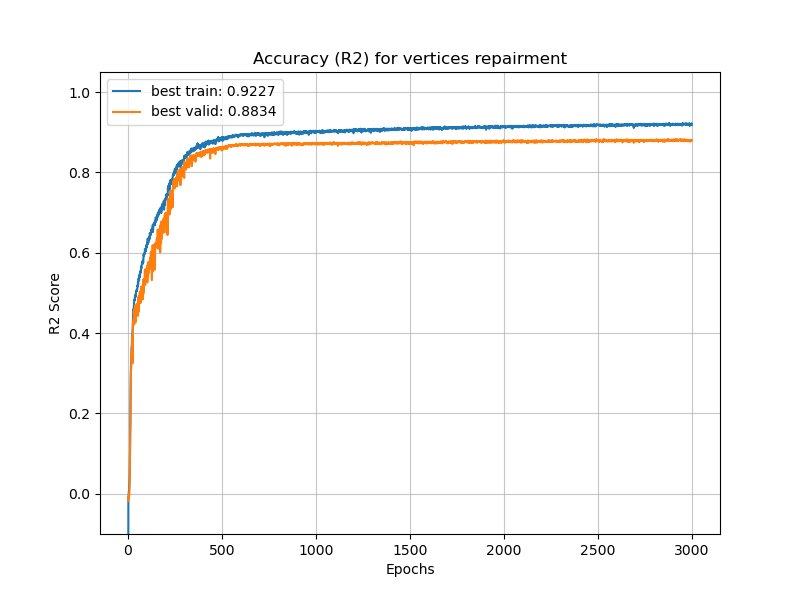 Accuracy (R2) for vertices repairment
best train: 0.9227
best valid: 0.8834
R2 Score
1.0
0.8
0.6
0.4
0.2
0.0
0 500 1000 1500 2000 2500 3000
Epochs